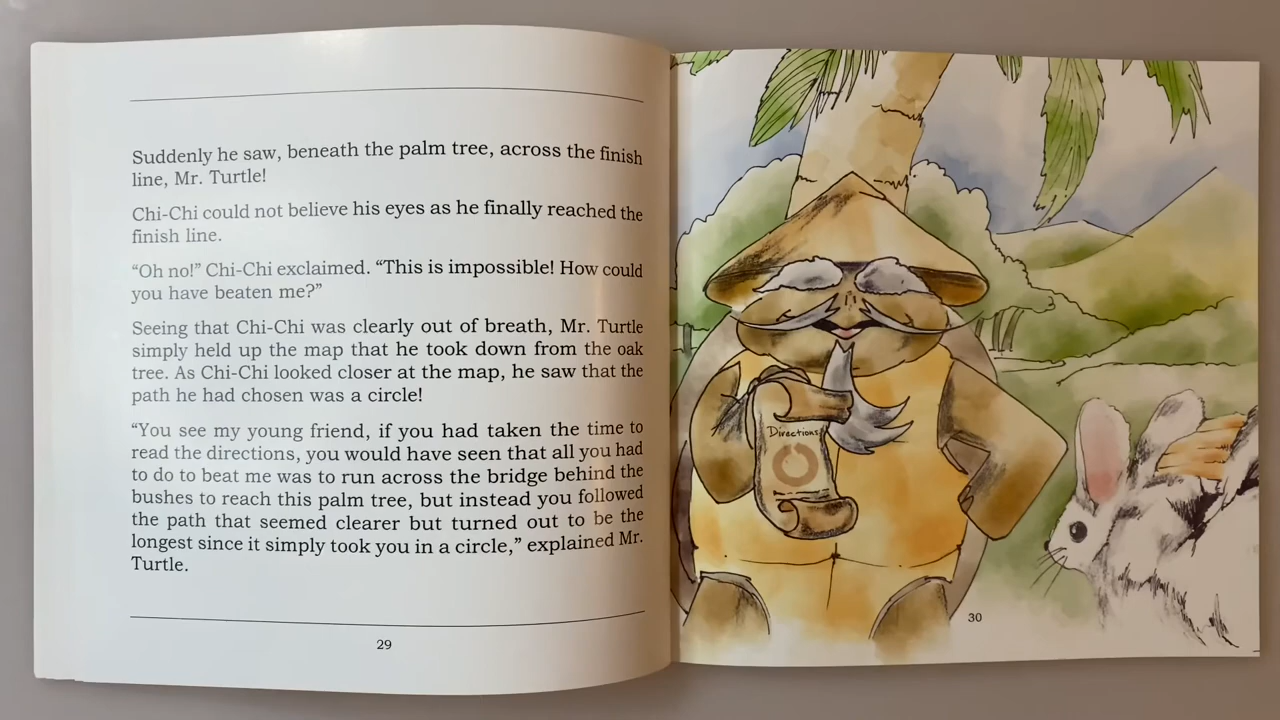 Suddenly he saw, beneath the palm tree, across the finish
line, Mr. Turtle!
Chi-Chi could not believe his eyes as he finally reached the
finish line.
“Oh no!” Chi-Chi exclaimed. “This is impossible! How could
you have beaten me?”
Seeing that Chi-Chi was clearly out of breath, Mr. Turtle
simply held up the map that he took down from the oak
tree. As Chi-Chi looked closer at the map, he saw that the
path he had chosen was a circle!
“You see my young friend, if you had taken the time to
read the directions, you would have seen that all you had
to do to beat me was to run across the bridge behind the
bushes to reach this palm tree, but instead you followed
the path that seemed clearer but turned out to be the
longest since it simply took you in a circle,” explained Mr.
Turtle.
29
Directions
30